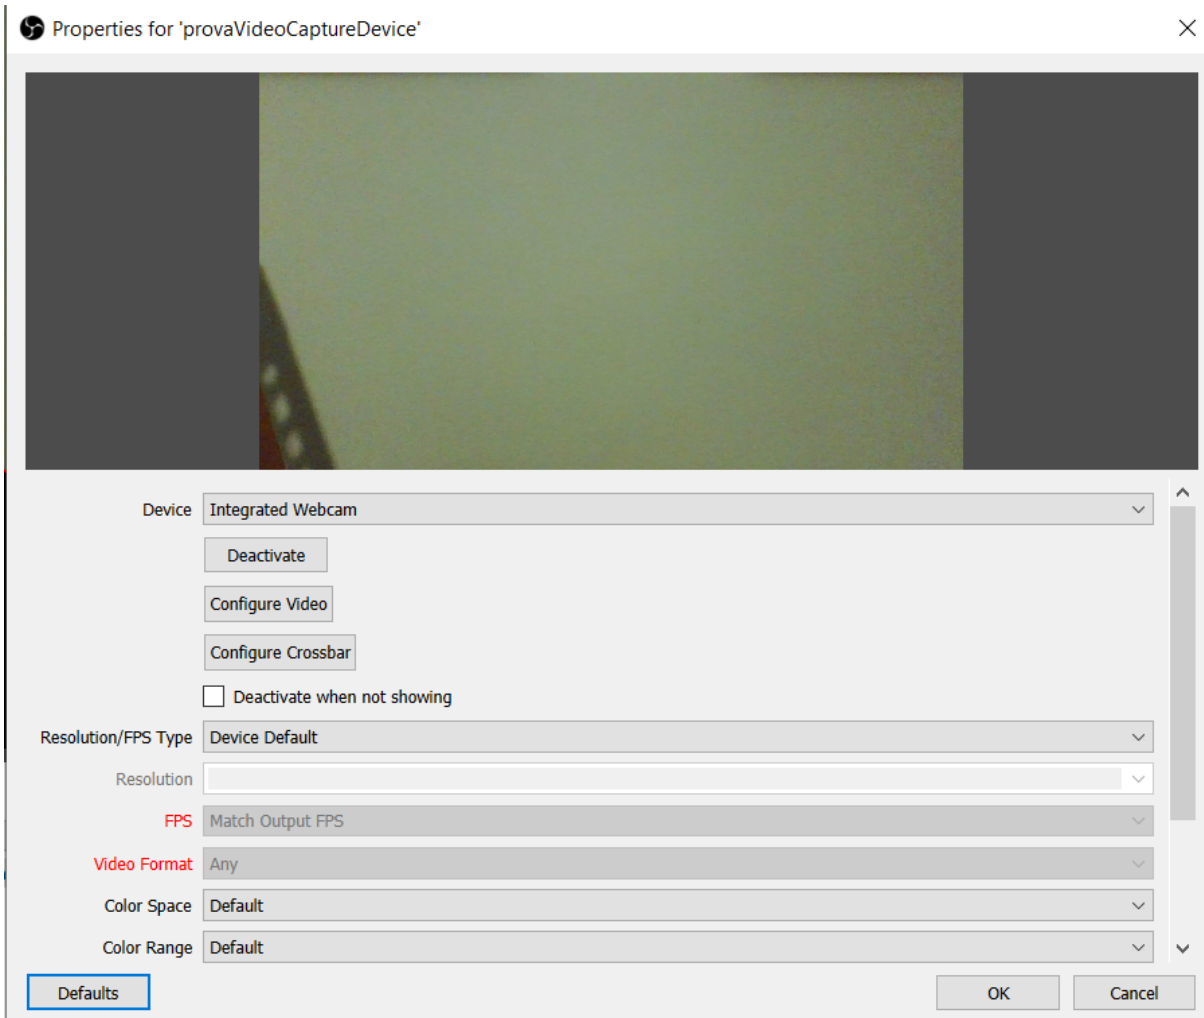 Properties for 'provaVideoCaptureDevice'
Device Integrated Webcam
Deactivate
Configure Video
Configure Crossbar
Deactivate when not showing
Resolution/FPS Type Device Default
Resolution
FPS Match Output FPS
Video Format Any
Color Space Default
Color Range Default
Defaults OK Cancel